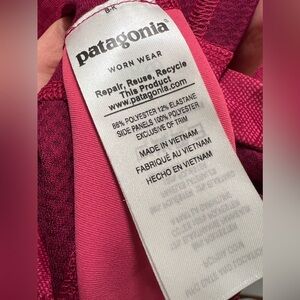 patagonia
WORN WEAR
Repair, Reuse, Recycle
This Product
www.patagonia.com
88% POLYESTER 12% ELASTANE
SIDE PANELS 100% POLYESTER
EXCLUSIVE OF TRIM
MADE IN VIETNAM
FABRIQUÉ AU VIETNAM
HECHO EN VIETNAM